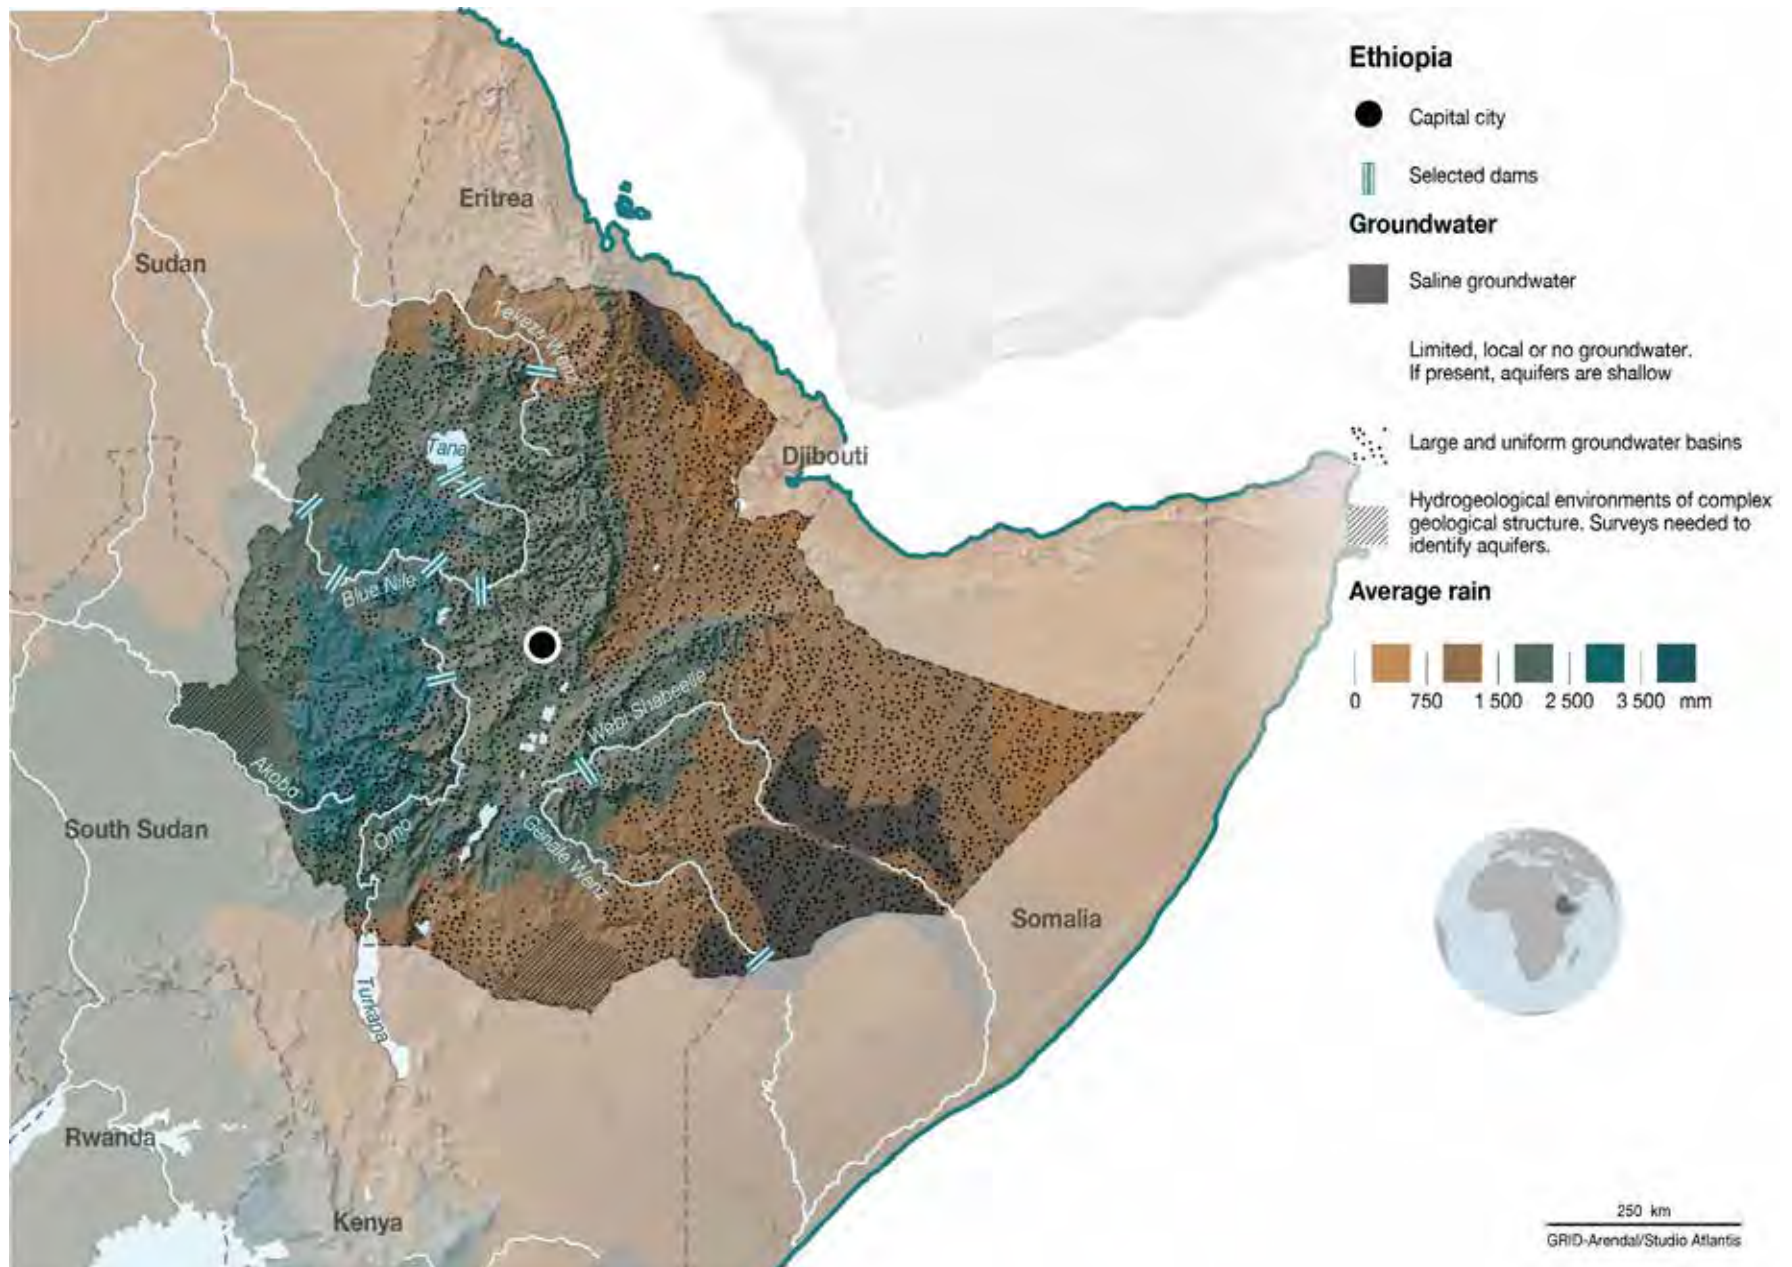 Ethiopia
Capital city
Selected dams
Groundwater
Saline groundwater
Limited, local or no groundwater.
If present, aquifers are shallow
Large and uniform groundwater basins
Hydrogeological environments of complex
geological structure. Surveys needed to
identify aquifers.
Average rain
0 750 1 500 2 500 3 500 mm
Eritrea
Sudan
Tana
Djibouti
Blue Nile
Webi Shabeelle
Akobo
South Sudan
Omo
Genale Wenz
Somalia
Turkana
Rwanda
Kenya
250 km
GRID-Arendal/Studio Atlantis